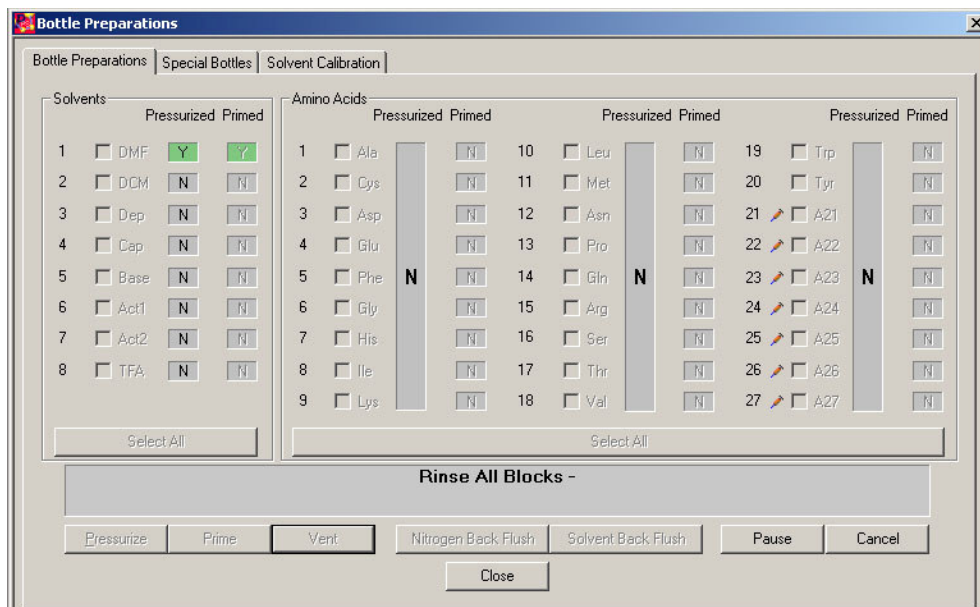 Bottle Preparations
Bottle Preparations Special Bottles Solvent Calibration
Solvents Amino Acids
Pressurized Primed Pressurized Primed Pressurized Primed Pressurized Primed
1 DMF Y Y 1 Ala N 10 Leu N 19 Trp N
2 DCM N N 2 Cys N 11 Met N 20 Tyr N
3 Dep N N 3 Asp N 12 Asn N 21 A21 N
4 Cap N N 4 Glu N 13 Pro N 22 A22 N
5 Base N N 5 Phe N N 14 Gln N N 23 A23 N N
6 Act1 N N 6 Gly N 15 Arg N 24 A24 N
7 Act2 N N 7 His N 16 Ser N 25 A25 N
8 TFA N N 8 Ile N 17 Thr N 26 A26 N
9 Lys N 18 Val N 27 A27 N
Select All Select All
Rinse All Blocks -
Pressurize Prime Vent Nitrogen Back Flush Solvent Back Flush Pause Cancel
Close